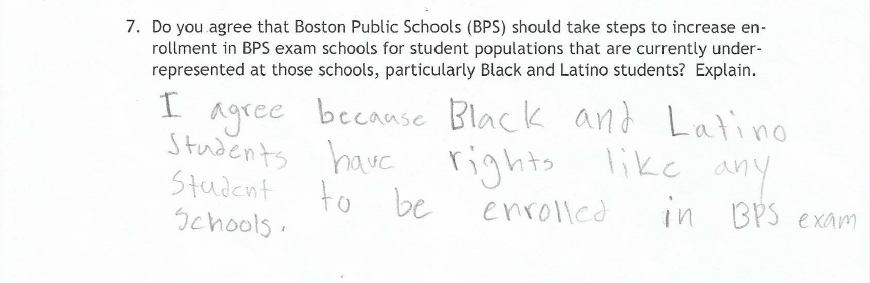 7. Do you agree that Boston Public Schools (BPS) should take steps to increase en-
rollment in BPS exam schools for student populations that are currently under-
represented at those schools, particularly Black and Latino students? Explain.
I agree because Black and Latino
Students have rights like any
Student to be enrolled in BPS exam
Schools.